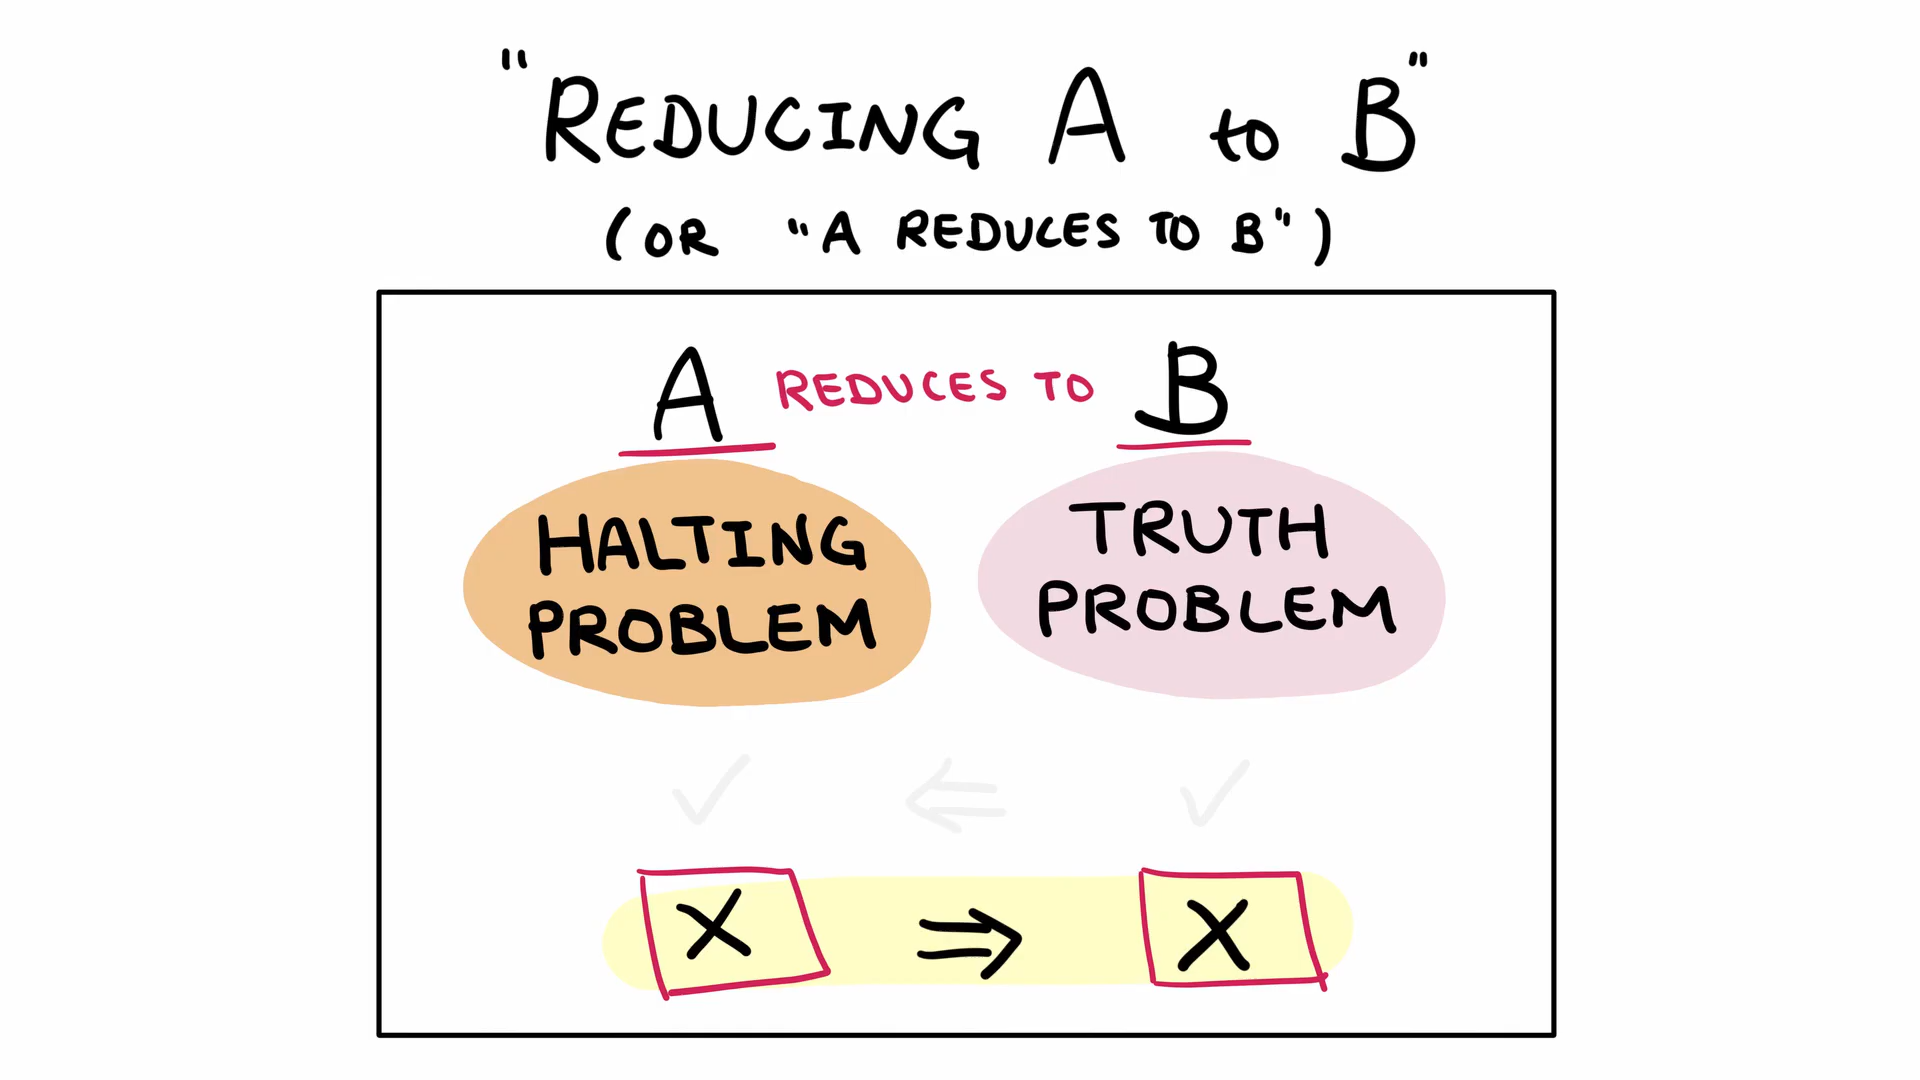 "REDUCING A to B"
(OR "A REDUCES TO B")
A REDUCES TO B
HALTING PROBLEM
TRUTH PROBLEM
✓ ⇐ ✓
X ⇒ X